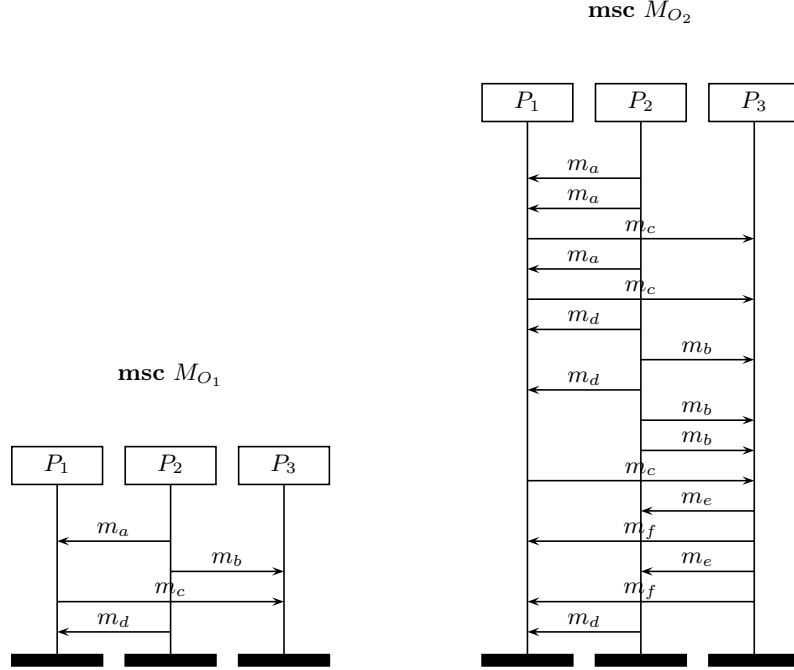 msc M_{O_2}
P_1 P_2 P_3
m_a
m_a
m_c
m_a
m_c
m_d
m_b
m_d
m_b
m_b
m_c
m_e
m_f
m_e
m_f
m_d
msc M_{O_1}
P_1 P_2 P_3
m_a
m_b
m_c
m_d